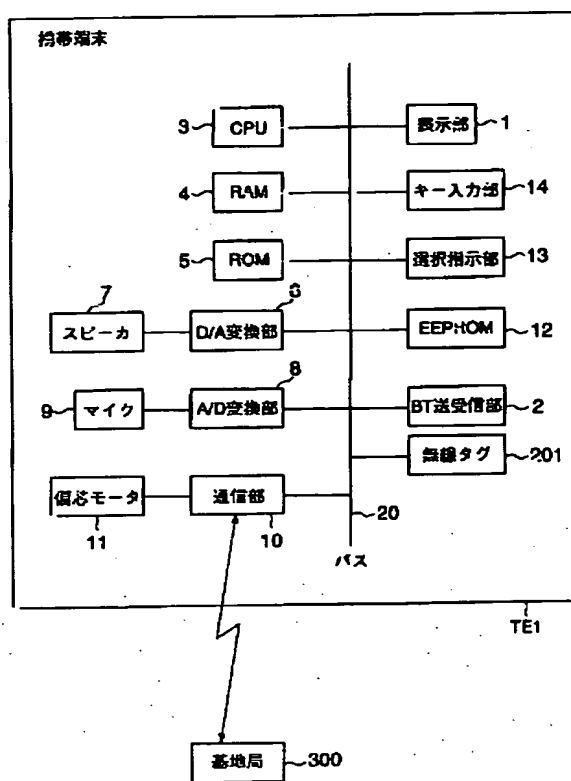 携帯端末
3 CPU 表示部 1
4 RAM キー入力部 14
5 ROM 選択指示部 13
7 6
スピーカ D/A変換部 EEPROM 12
8
9 マイク A/D変換部 BT送受信部 2
無線タグ 201
偏芯モータ 通信部 20
11 10 バス
TE1
基地局 300